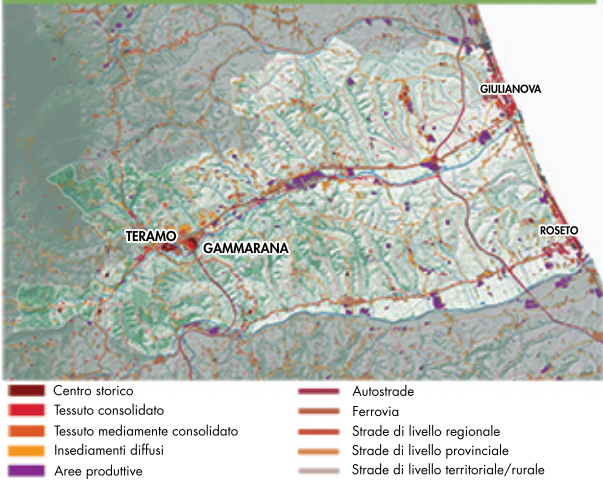 GIULIANOVA
ROSETO
TERAMO
GAMMARANA
Centro storico
Tessuto consolidato
Tessuto mediamente consolidato
Insediamenti diffusi
Aree produttive
Autostrade
Ferrovia
Strade di livello regionale
Strade di livello provinciale
Strade di livello territoriale/rurale